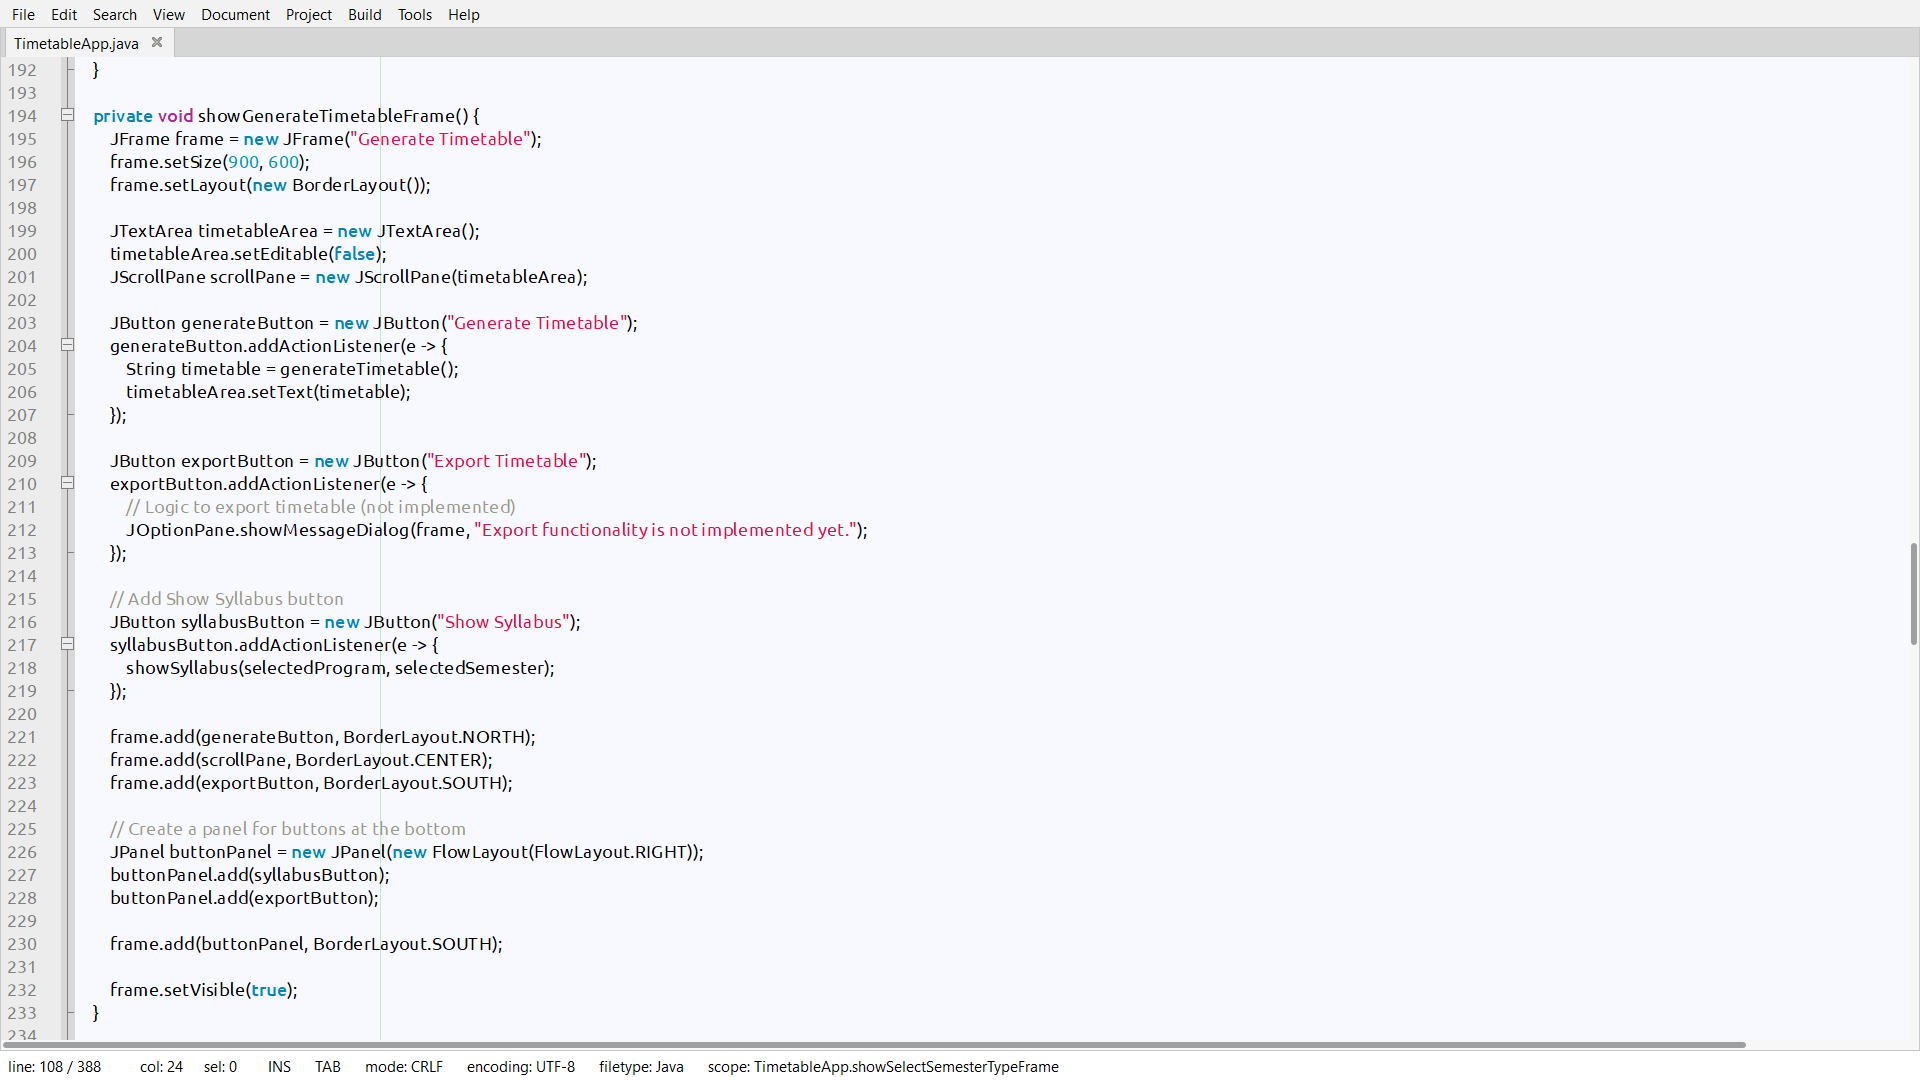 File Edit Search View Document Project Build Tools Help
TimetableApp.java
192 }
193
194 private void showGenerateTimetableFrame() {
195 JFrame frame = new JFrame("Generate Timetable");
196 frame.setSize(900, 600);
197 frame.setLayout(new BorderLayout());
198
199 JTextArea timetableArea = new JTextArea();
200 timetableArea.setEditable(false);
201 JScrollPane scrollPane = new JScrollPane(timetableArea);
202
203 JButton generateButton = new JButton("Generate Timetable");
204 generateButton.addActionListener(e -> {
205 String timetable = generateTimetable();
206 timetableArea.setText(timetable);
207 });
208
209 JButton exportButton = new JButton("Export Timetable");
210 exportButton.addActionListener(e -> {
211 // Logic to export timetable (not implemented)
212 JOptionPane.showMessageDialog(frame, "Export functionality is not implemented yet.");
213 });
214
215 // Add Show Syllabus button
216 JButton syllabusButton = new JButton("Show Syllabus");
217 syllabusButton.addActionListener(e -> {
218 showSyllabus(selectedProgram, selectedSemester);
219 });
220
221 frame.add(generateButton, BorderLayout.NORTH);
222 frame.add(scrollPane, BorderLayout.CENTER);
223 frame.add(exportButton, BorderLayout.SOUTH);
224
225 // Create a panel for buttons at the bottom
226 JPanel buttonPanel = new JPanel(new FlowLayout(FlowLayout.RIGHT));
227 buttonPanel.add(syllabusButton);
228 buttonPanel.add(exportButton);
229
230 frame.add(buttonPanel, BorderLayout.SOUTH);
231
232 frame.setVisible(true);
233 }
234
line: 108 / 388 col: 24 sel: 0 INS TAB mode: CRLF encoding: UTF-8 filetype: Java scope: TimetableApp.showSelectSemesterTypeFrame